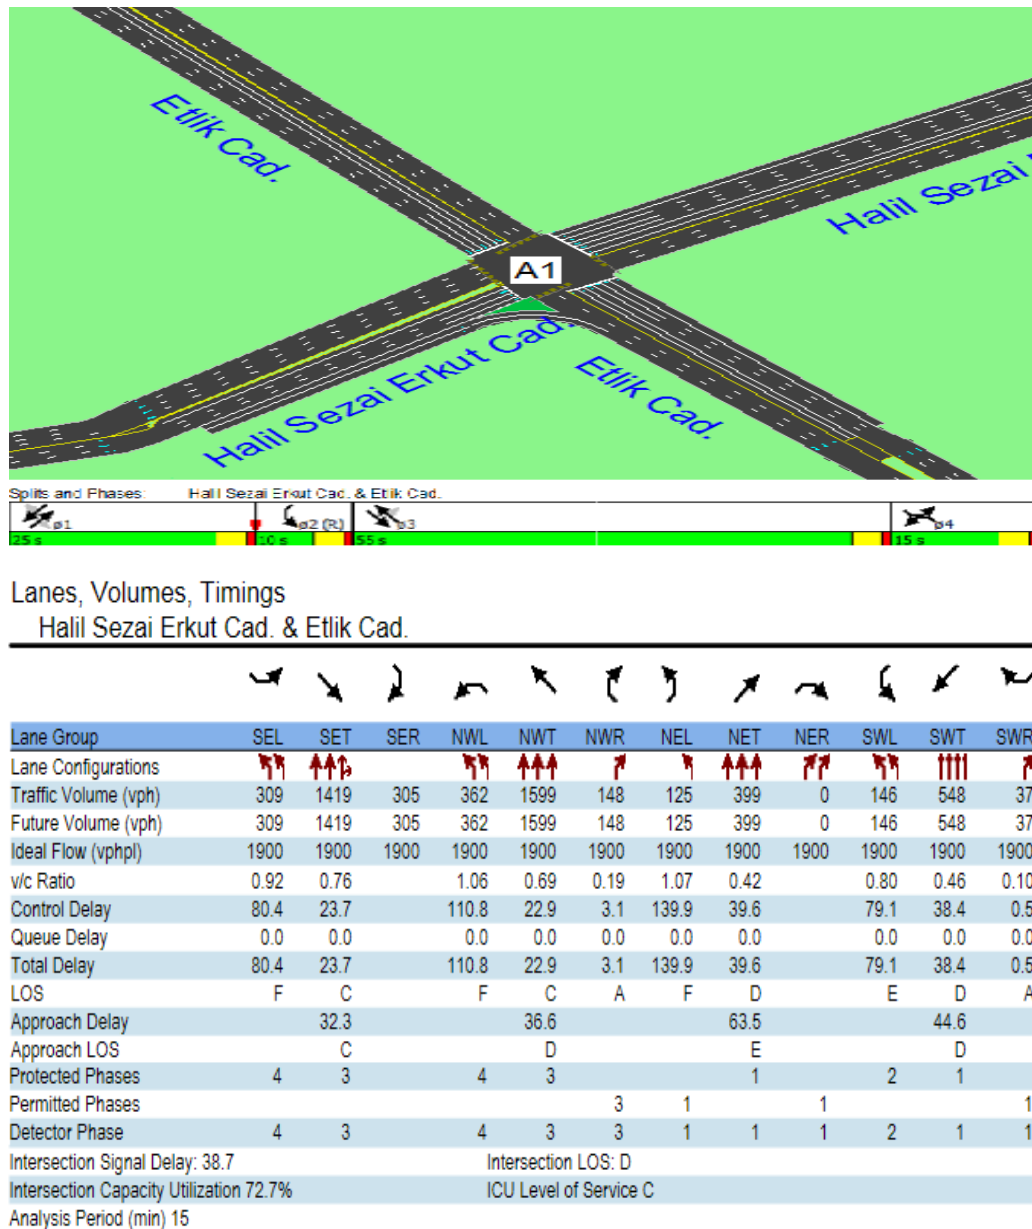 Etlik Cad.
Halil Sezai
A1
Halil Sezai Erkut Cad.
Etlik Cad.
Splits and Phases: Halil Sezai Erkut Cad. & Etlik Cad.
ø1 ø2 (R) ø3 ø4
25 s 10 s 55 s 15 s
Lanes, Volumes, Timings
Halil Sezai Erkut Cad. & Etlik Cad.
Lane Group SEL SET SER NWL NWT NWR NEL NET NER SWL SWT SWR
Lane Configurations
Traffic Volume (vph) 309 1419 305 362 1599 148 125 399 0 146 548 37
Future Volume (vph) 309 1419 305 362 1599 148 125 399 0 146 548 37
Ideal Flow (vphpl) 1900 1900 1900 1900 1900 1900 1900 1900 1900 1900 1900 1900
v/c Ratio 0.92 0.76 1.06 0.69 0.19 1.07 0.42 0.80 0.46 0.10
Control Delay 80.4 23.7 110.8 22.9 3.1 139.9 39.6 79.1 38.4 0.5
Queue Delay 0.0 0.0 0.0 0.0 0.0 0.0 0.0 0.0 0.0 0.0
Total Delay 80.4 23.7 110.8 22.9 3.1 139.9 39.6 79.1 38.4 0.5
LOS F C F C A F D E D A
Approach Delay 32.3 36.6 63.5 44.6
Approach LOS C D E D
Protected Phases 4 3 4 3 1 2 1
Permitted Phases 3 1 1 1
Detector Phase 4 3 4 3 3 1 1 1 2 1 1
Intersection Signal Delay: 38.7 Intersection LOS: D
Intersection Capacity Utilization 72.7% ICU Level of Service C
Analysis Period (min) 15